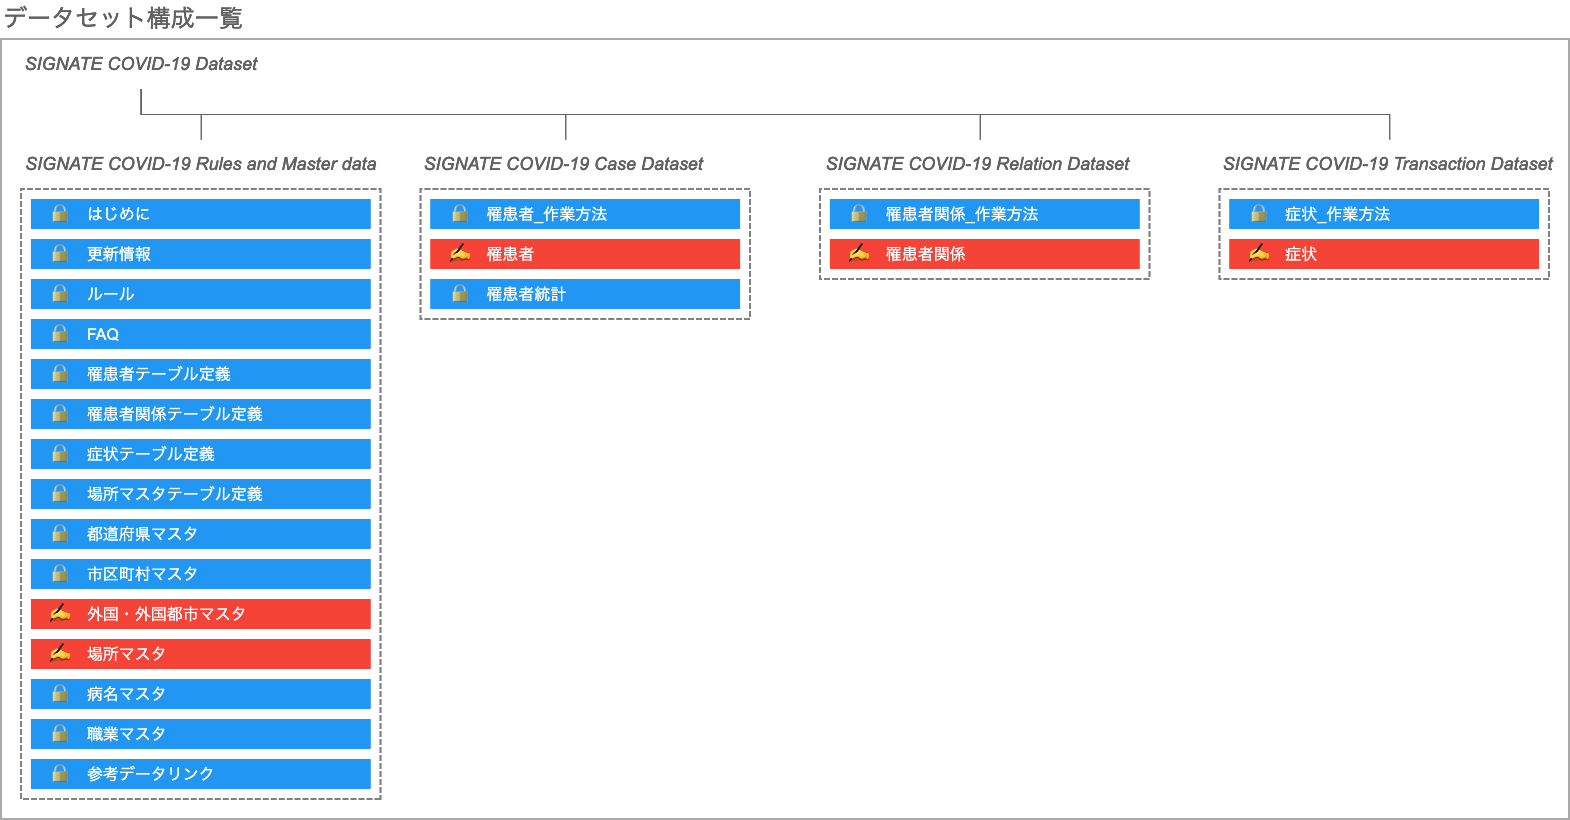 データセット構成一覧
SIGNATE COVID-19 Dataset
SIGNATE COVID-19 Rules and Master data
はじめに
更新情報
ルール
FAQ
罹患者テーブル定義
罹患者関係テーブル定義
症状テーブル定義
場所マスタテーブル定義
都道府県マスタ
市区町村マスタ
外国・外国都市マスタ
場所マスタ
病名マスタ
職業マスタ
参考データリンク
SIGNATE COVID-19 Case Dataset
罹患者_作業方法
罹患者
罹患者統計
SIGNATE COVID-19 Relation Dataset
罹患者関係_作業方法
罹患者関係
SIGNATE COVID-19 Transaction Dataset
症状_作業方法
症状